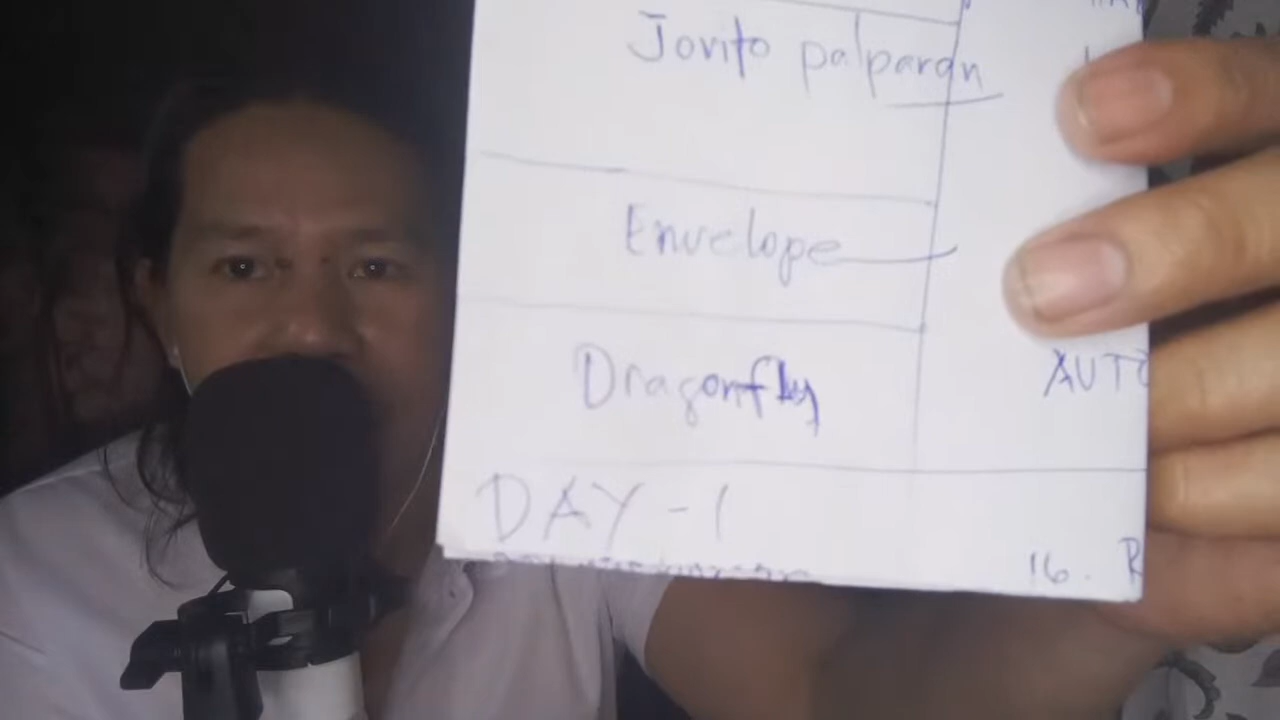 Jovito palparan
Envelope
Dragonfly
AUTO
DAY-1
16. R